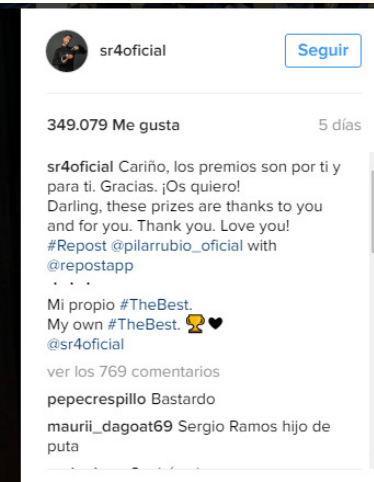 sr4oficial
Seguir
349.079 Me gusta
5 días
sr4oficial Cariño, los premios son por ti y
para ti. Gracias. ¡Os quiero!
Darling, these prizes are thanks to you
and for you. Thank you. Love you!
#Repost @pilarrubio_oficial with
@repostapp
・・・
Mi propio #TheBest.
My own #TheBest. 🏆🖤
@sr4oficial
ver los 769 comentarios
pepecrespillo Bastardo
maurii_dagoat69 Sergio Ramos hijo de
puta